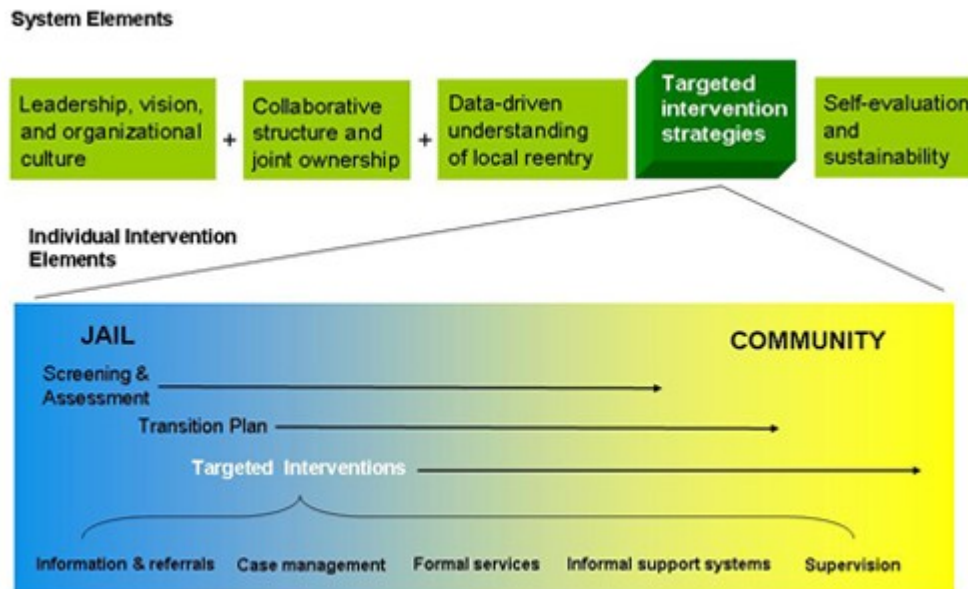 System Elements
Leadership, vision,
and organizational
culture
+
Collaborative
structure and
joint ownership
+
Data-driven
understanding
of local reentry
Targeted
intervention
strategies
Self-evaluation
and
sustainability
Individual Intervention
Elements
JAIL
COMMUNITY
Screening &
Assessment
Transition Plan
Targeted Interventions
Information & referrals
Case management
Formal services
Informal support systems
Supervision